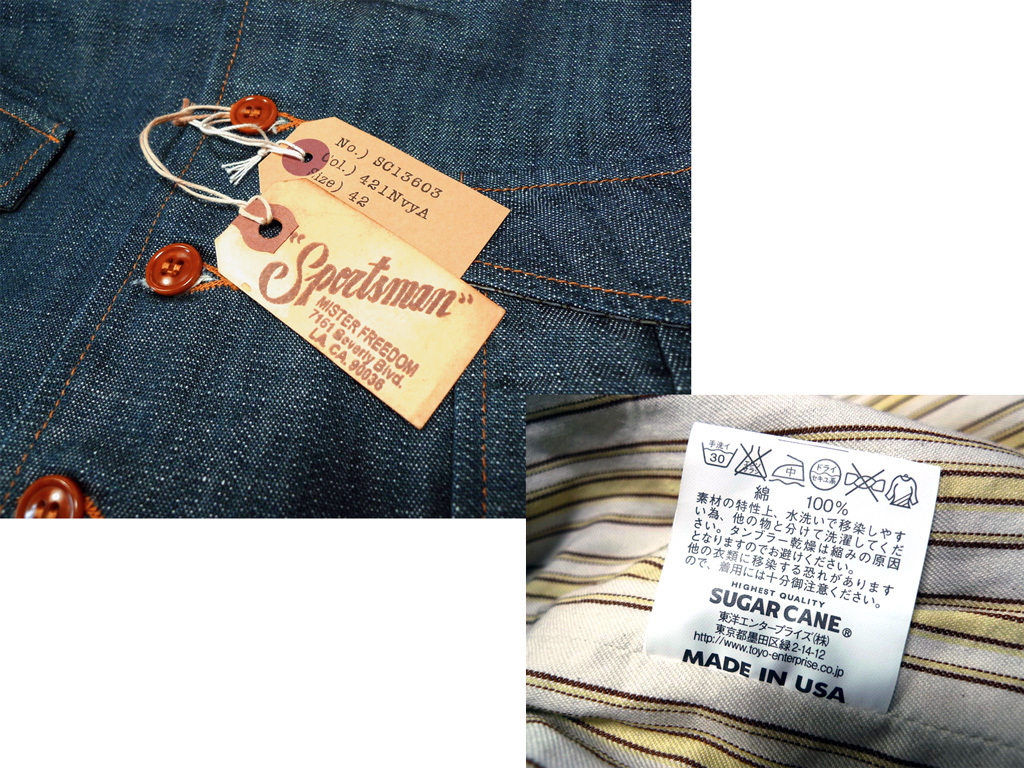 No.) SC13603
Col.) 421NvyA
Size) 42
"Sportsman"
MISTER FREEDOM
7161 Beverly Blvd.
LA. CA. 90036
手洗イ
30
中
ドライ
セキユ系
綿 100%
素材の特性上、水洗いで移染しやす
い為、他の物と分けて洗濯してくだ
さい。タンブラー乾燥は縮みの原因
となりますのでお避けください。
他の衣類に移染する恐れがあります
ので、着用には十分御注意ください。
HIGHEST QUALITY
SUGAR CANE®
東洋エンタープライズ(株)
東京都墨田区緑2-14-12
http://www.toyo-enterprise.co.jp
MADE IN USA